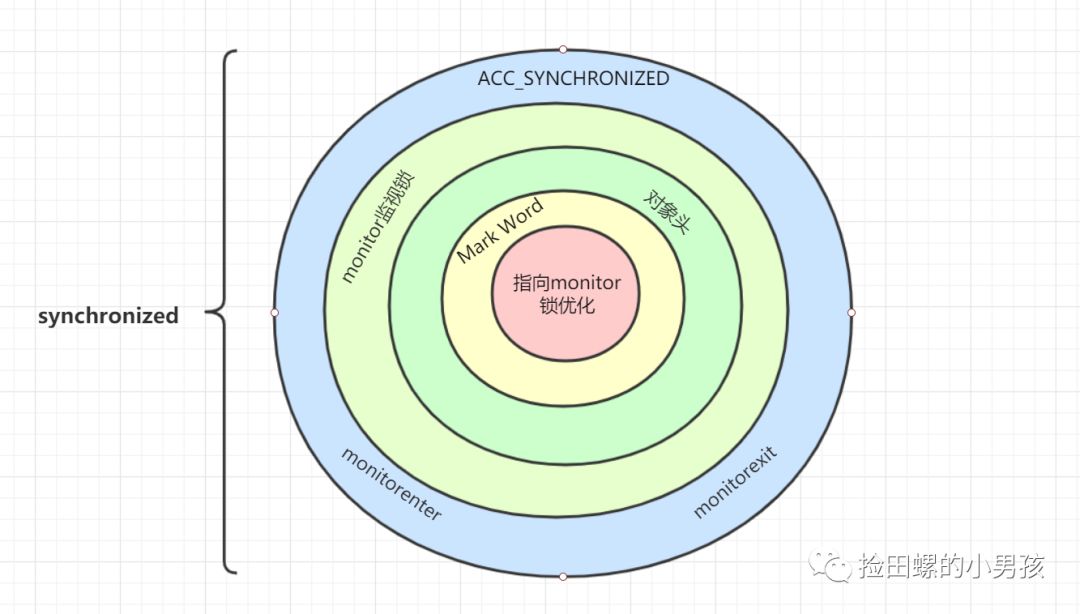 ACC_SYNCHRONIZED
monitor监视锁
对象头
Mark Word
指向monitor
锁优化
synchronized
monitorenter
monitorexit
捡田螺的小男孩